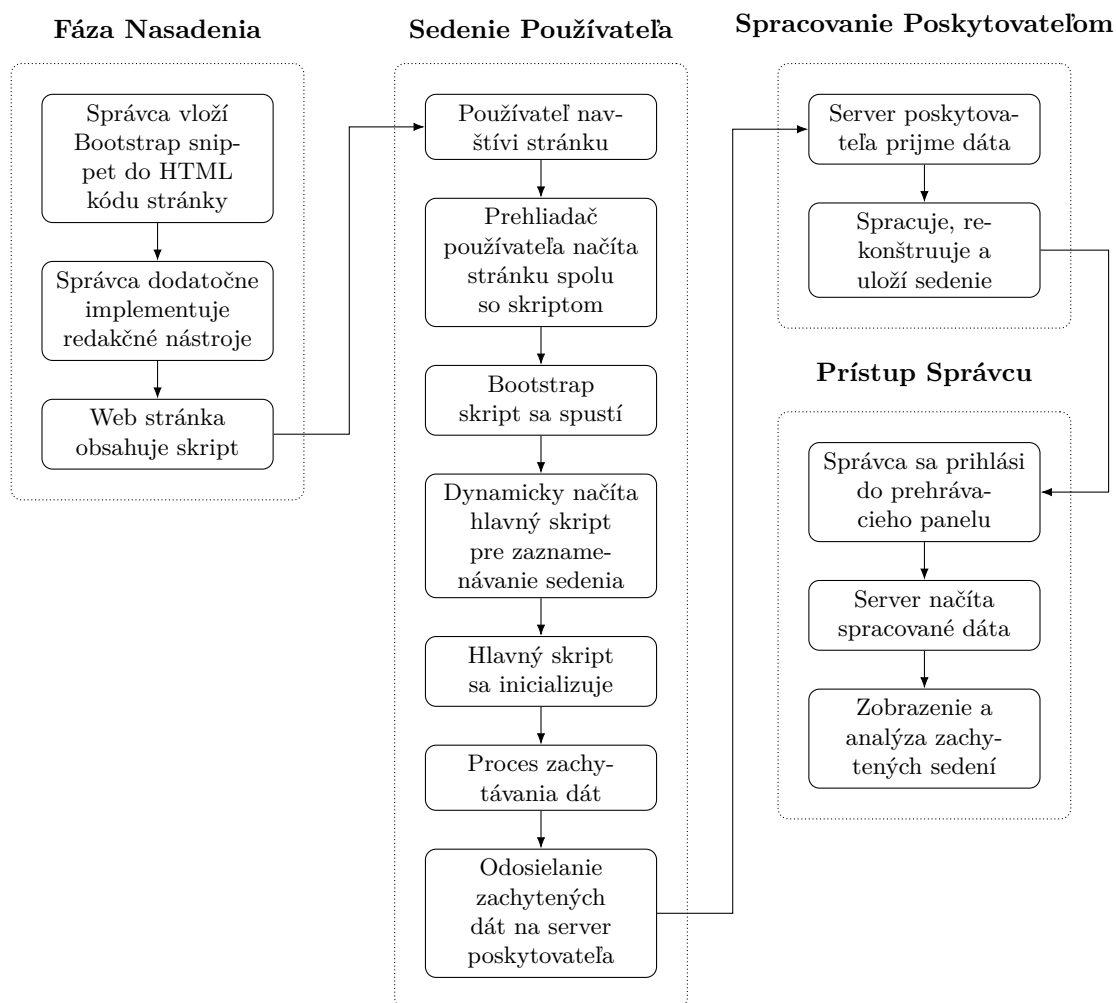 Fáza Nasadenia
Správca vloží
Bootstrap snip-
pet do HTML
kódu stránky
Správca dodatočne
implementuje
redakčné nástroje
Web stránka
obsahuje skript
Sedenie Používateľa
Používateľ nav-
štívi stránku
Prehliadač
používateľa načíta
stránku spolu
so skriptom
Bootstrap
skript sa spustí
Dynamicky načíta
hlavný skript
pre zazname-
návanie sedenia
Hlavný skript
sa inicializuje
Proces zachy-
távania dát
Odosielanie
zachytených
dát na server
poskytovateľa
Spracovanie Poskytovateľom
Server poskytova-
teľa prijme dáta
Spracuje, re-
konštruuje a
uloží sedenie
Prístup Správcu
Správca sa prihlási
do prehráva-
cieho panelu
Server načíta
spracované dáta
Zobrazenie a
analýza zachy-
tených sedení